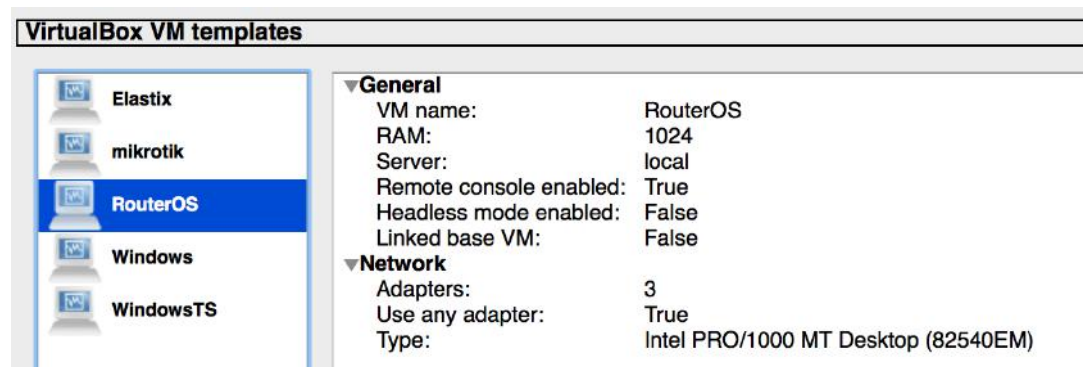 VirtualBox VM templates
Elastix
mikrotik
RouterOS
Windows
WindowsTS
General
VM name: RouterOS
RAM: 1024
Server: local
Remote console enabled: True
Headless mode enabled: False
Linked base VM: False
Network
Adapters: 3
Use any adapter: True
Type: Intel PRO/1000 MT Desktop (82540EM)